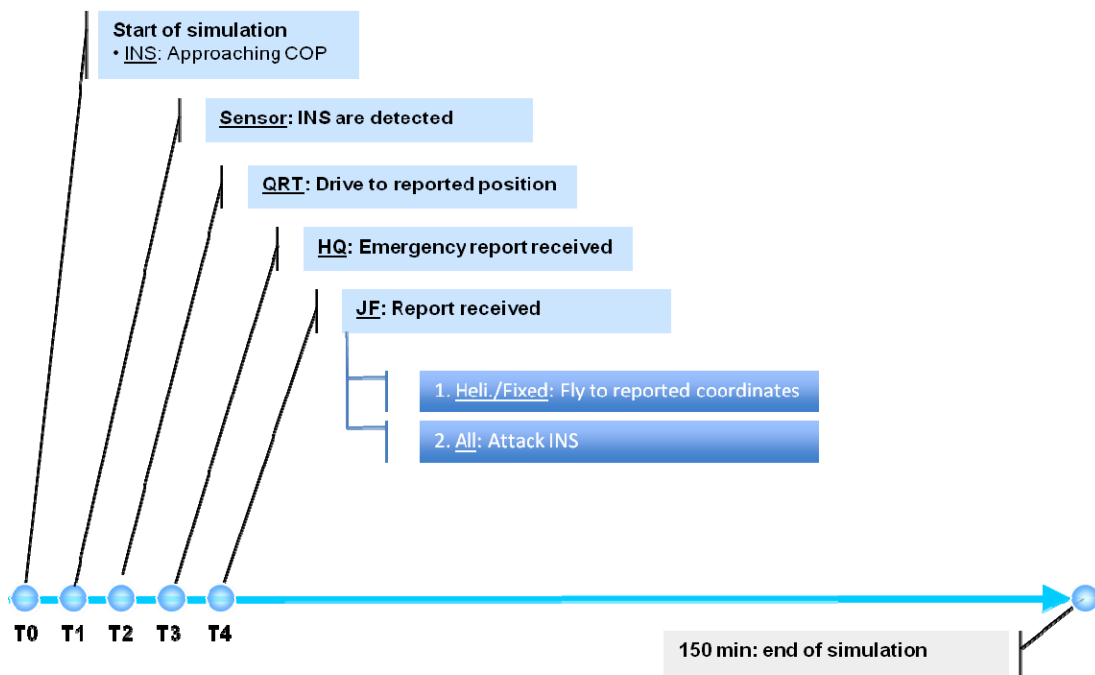 Start of simulation
• INS: Approaching COP
Sensor: INS are detected
QRT: Drive to reported position
HQ: Emergency report received
JF: Report received
1. Heli./Fixed: Fly to reported coordinates
2. All: Attack INS
T0 T1 T2 T3 T4
150 min: end of simulation